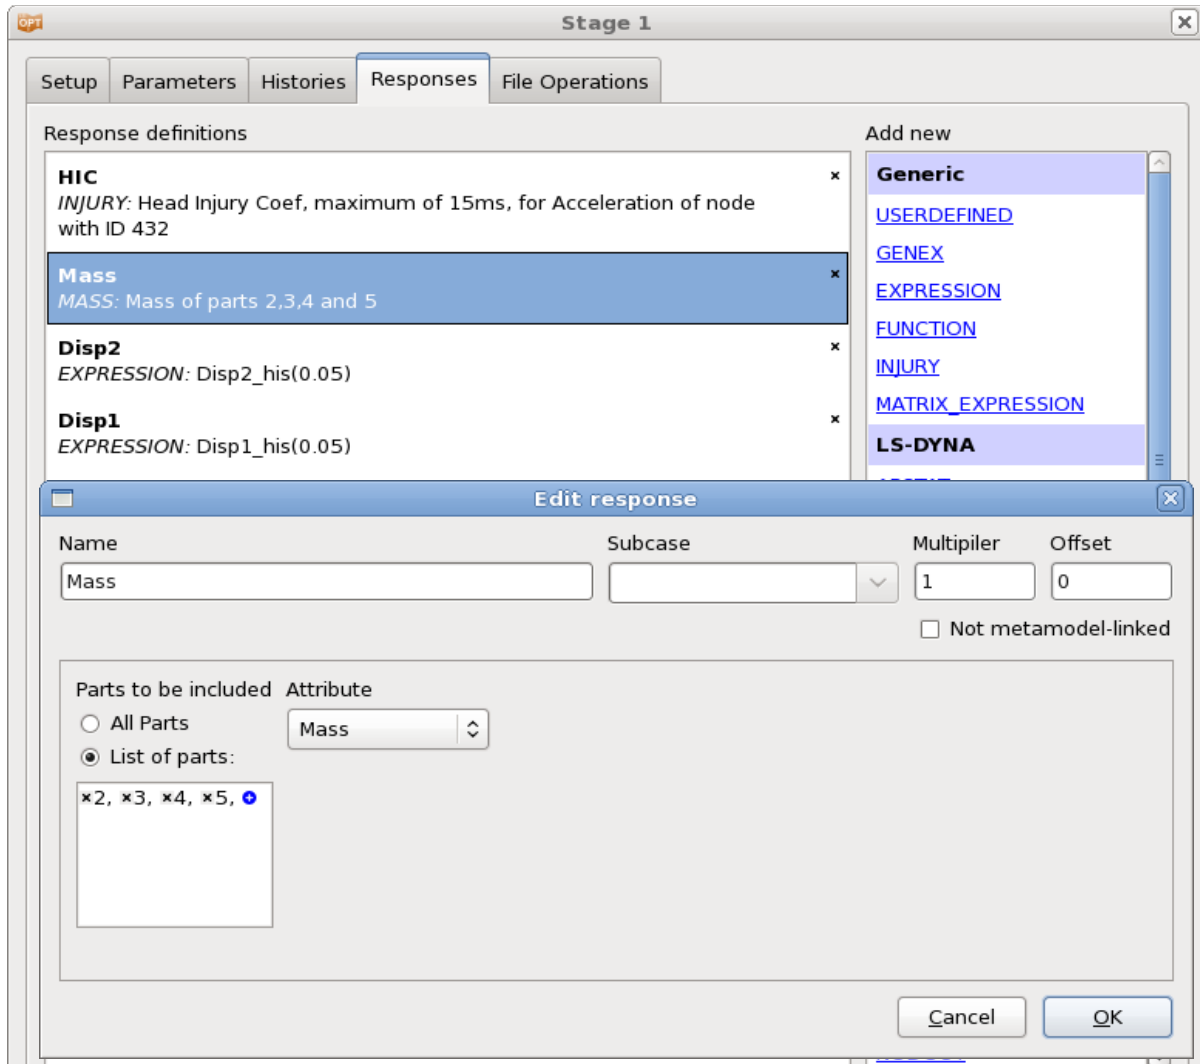 OPT
Stage 1
Setup
Parameters
Histories
Responses
File Operations
Response definitions
Add new
HIC
INJURY: Head Injury Coef, maximum of 15ms, for Acceleration of node
with ID 432
Mass
MASS: Mass of parts 2,3,4 and 5
Disp2
EXPRESSION: Disp2_his(0.05)
Disp1
EXPRESSION: Disp1_his(0.05)
Generic
USERDEFINED
GENEX
EXPRESSION
FUNCTION
INJURY
MATRIX_EXPRESSION
LS-DYNA
Edit response
Name
Subcase
Multipiler
Offset
Mass
1
0
Not metamodel-linked
Parts to be included
Attribute
All Parts
Mass
List of parts:
×2, ×3, ×4, ×5,
Cancel
OK